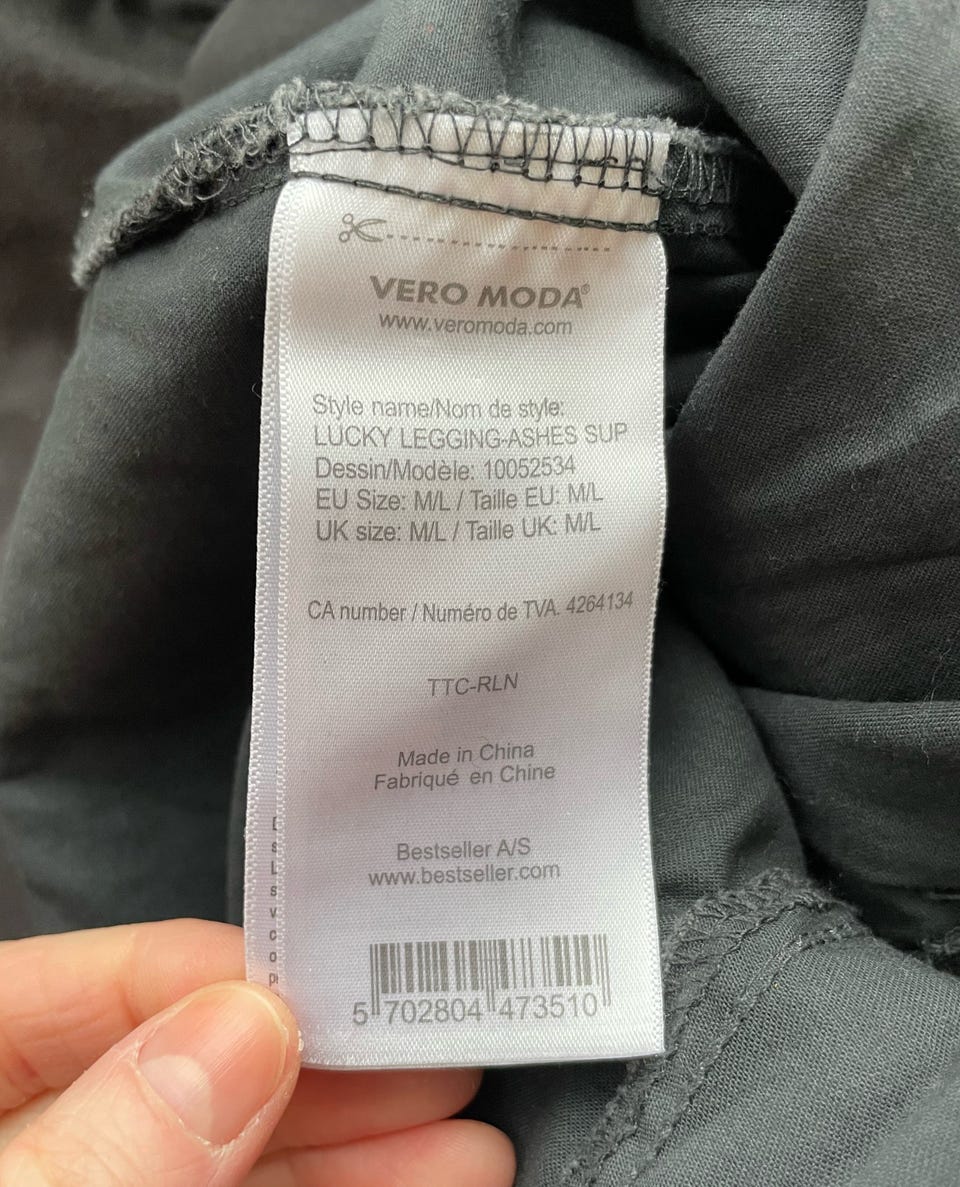 VERO MODA®
www.veromoda.com
Style name/Nom de style:
LUCKY LEGGING-ASHES SUP
Dessin/Modèle: 10052534
EU Size: M/L / Taille EU: M/L
UK size: M/L / Taille UK: M/L
CA number / Numéro de TVA. 4264134
TTC-RLN
Made in China
Fabriqué en Chine
Bestseller A/S
www.bestseller.com
5 702804 473510